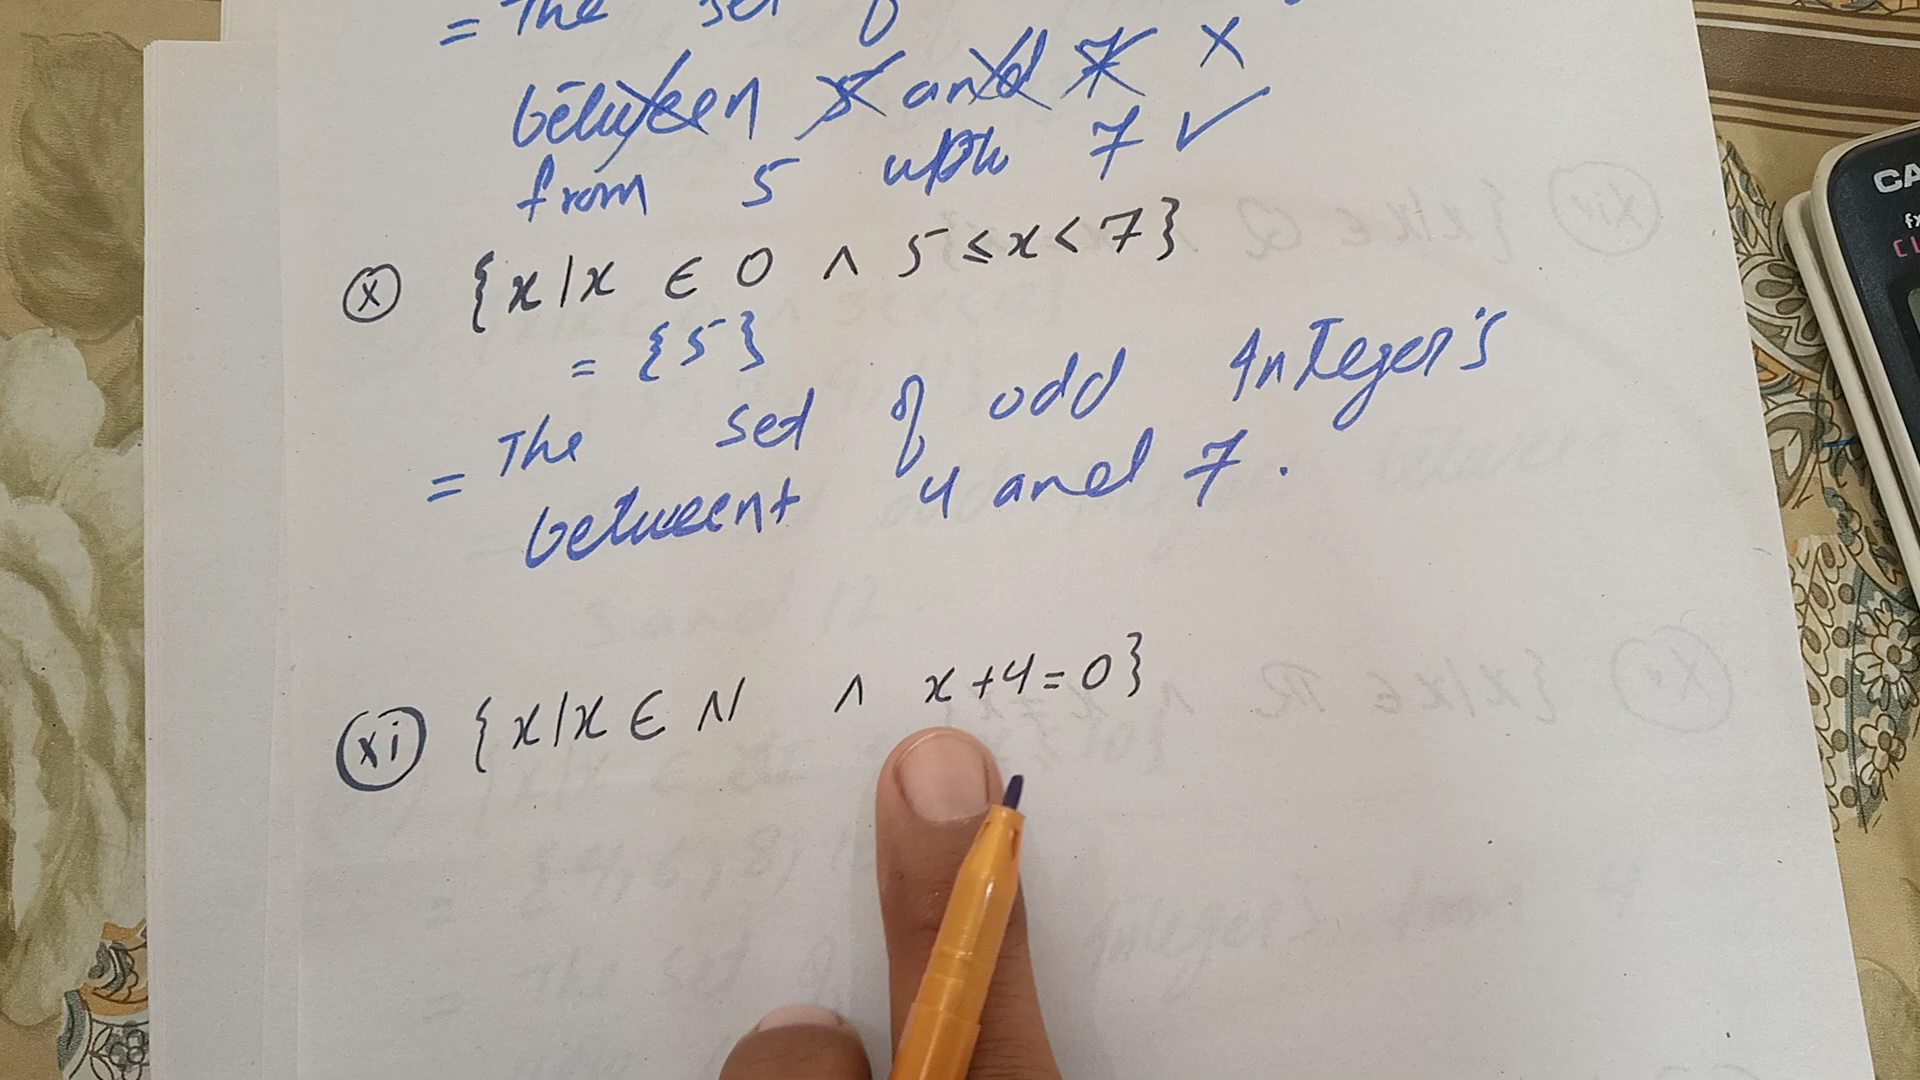 = The set of
between 5 and 7 ×
from 5 upto 7 ✓
(x) {x|x ∈ O ∧ 5 ≤ x < 7}
= {5}
= The set of odd Integer's
between 4 and 7.
(xi) {x|x ∈ N ∧ x+4=0}
CA